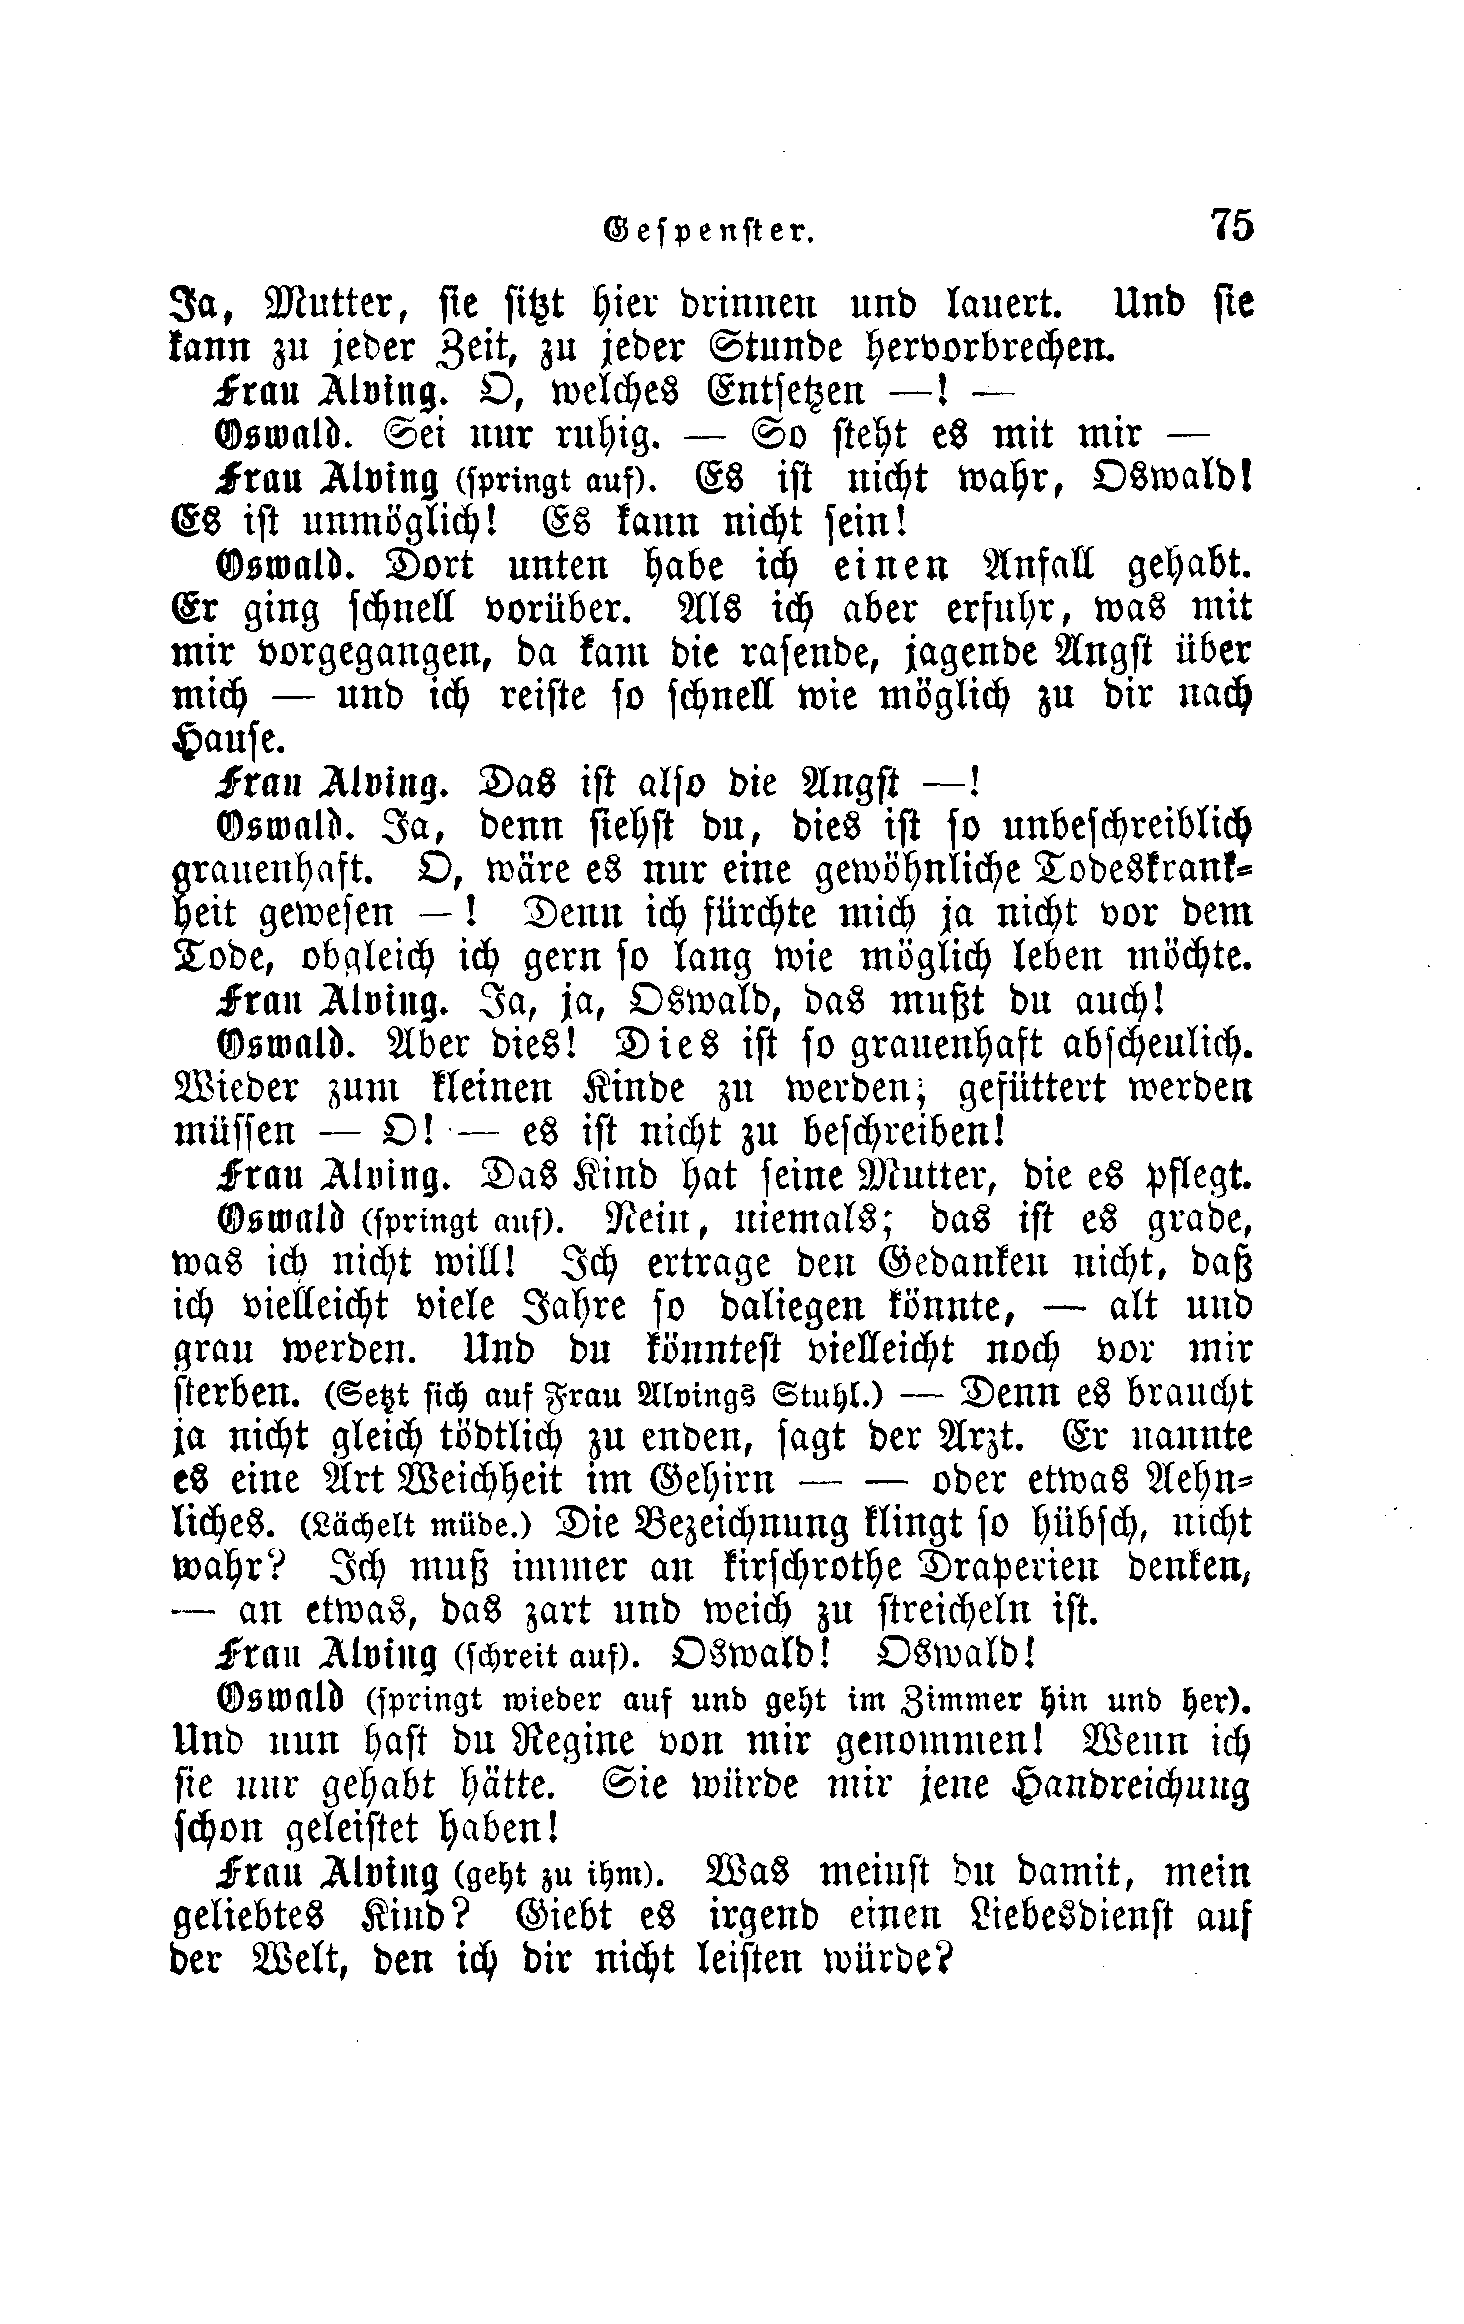 Gespenster. 75
Ja, Mutter, sie sitzt hier drinnen und lauert. Und sie
kann zu jeder Zeit, zu jeder Stunde hervorbrechen.
Frau Alving. O, welches Entsetzen —! —
Oswald. Sei nur ruhig. — So steht es mit mir —
Frau Alving (springt auf). Es ist nicht wahr, Oswald!
Es ist unmöglich! Es kann nicht sein!
Oswald. Dort unten habe ich einen Anfall gehabt.
Er ging schnell vorüber. Als ich aber erfuhr, was mit
mir vorgegangen, da kam die rasende, jagende Angst über
mich — und ich reiste so schnell wie möglich zu dir nach
Hause.
Frau Alving. Das ist also die Angst —!
Oswald. Ja, denn siehst du, dies ist so unbeschreiblich
grauenhaft. O, wäre es nur eine gewöhnliche Todeskrank-
heit gewesen —! Denn ich fürchte mich ja nicht vor dem
Tode, obgleich ich gern so lang wie möglich leben möchte.
Frau Alving. Ja, ja, Oswald, das mußt du auch!
Oswald. Aber dies! Dies ist so grauenhaft abscheulich.
Wieder zum kleinen Kinde zu werden; gefüttert werden
müssen — O! — es ist nicht zu beschreiben!
Frau Alving. Das Kind hat seine Mutter, die es pflegt.
Oswald (springt auf). Nein, niemals; das ist es grade,
was ich nicht will! Ich ertrage den Gedanken nicht, daß
ich vielleicht viele Jahre so daliegen könnte, — alt und
grau werden. Und du könntest vielleicht noch vor mir
sterben. (Setzt sich auf Frau Alvings Stuhl.) — Denn es braucht
ja nicht gleich tödtlich zu enden, sagt der Arzt. Er nannte
es eine Art Weichheit im Gehirn — — oder etwas Aehn-
liches. (Lächelt müde.) Die Bezeichnung klingt so hübsch, nicht
wahr? Ich muß immer an kirschrothe Draperien denken,
— an etwas, das zart und weich zu streicheln ist.
Frau Alving (schreit auf). Oswald! Oswald!
Oswald (springt wieder auf und geht im Zimmer hin und her).
Und nun hast du Regine von mir genommen! Wenn ich
sie nur gehabt hätte. Sie würde mir jene Handreichung
schon geleistet haben!
Frau Alving (geht zu ihm). Was meinst du damit, mein
geliebtes Kind? Giebt es irgend einen Liebesdienst auf
der Welt, den ich dir nicht leisten würde?